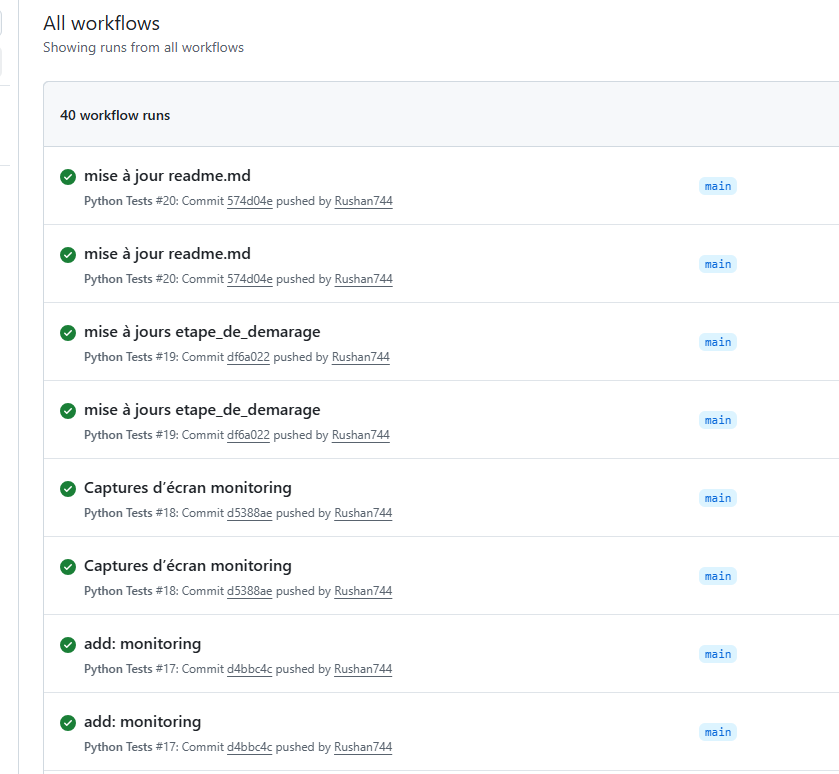 All workflows
Showing runs from all workflows
40 workflow runs
mise à jour readme.md
main
Python Tests #20: Commit 574d04e pushed by Rushan744
mise à jour readme.md
main
Python Tests #20: Commit 574d04e pushed by Rushan744
mise à jours etape_de_demarage
main
Python Tests #19: Commit df6a022 pushed by Rushan744
mise à jours etape_de_demarage
main
Python Tests #19: Commit df6a022 pushed by Rushan744
Captures d’écran monitoring
main
Python Tests #18: Commit d5388ae pushed by Rushan744
Captures d’écran monitoring
main
Python Tests #18: Commit d5388ae pushed by Rushan744
add: monitoring
main
Python Tests #17: Commit d4bbc4c pushed by Rushan744
add: monitoring
main
Python Tests #17: Commit d4bbc4c pushed by Rushan744